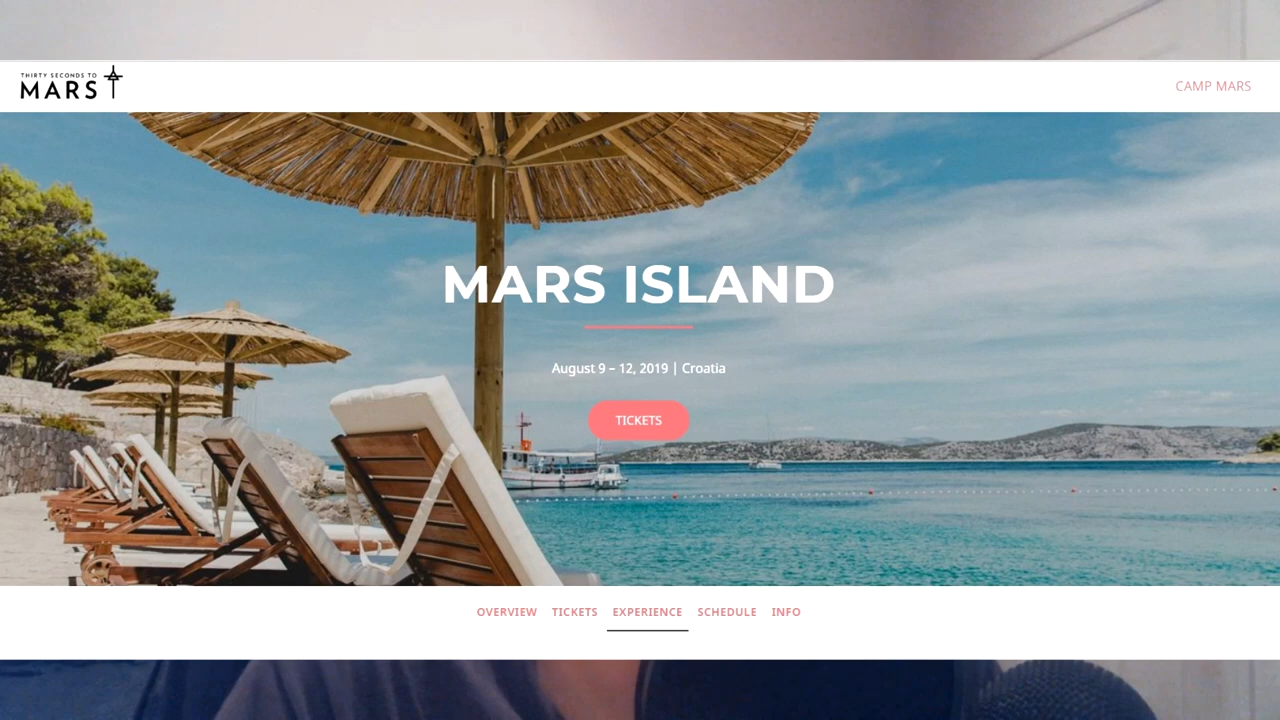 THIRTY SECONDS TO
MARS
CAMP MARS
MARS ISLAND
August 9 – 12, 2019 | Croatia
TICKETS
OVERVIEW TICKETS EXPERIENCE SCHEDULE INFO